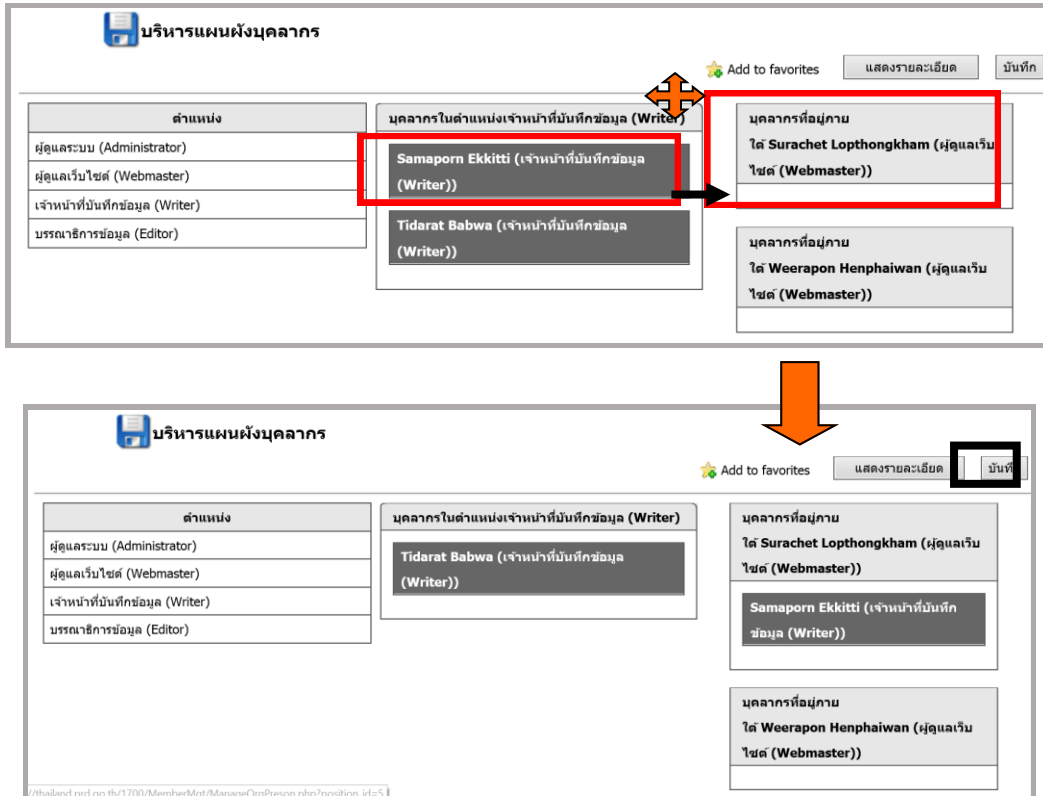 บริหารแผนผังบุคลากร
Add to favorites แสดงรายละเอียด บันทึก
ตำแหน่ง
ผู้ดูแลระบบ (Administrator)
ผู้ดูแลเว็บไซต์ (Webmaster)
เจ้าหน้าที่บันทึกข้อมูล (Writer)
บรรณาธิการข้อมูล (Editor)
บุคลากรในตำแหน่งเจ้าหน้าที่บันทึกข้อมูล (Writer)
Samaporn Ekkitti (เจ้าหน้าที่บันทึกข้อมูล
(Writer))
Tidarat Babwa (เจ้าหน้าที่บันทึกข้อมูล
(Writer))
บุคลากรที่อยู่ภาย
ใต้ Surachet Lopthongkham (ผู้ดูแลเว็บ
ไซต์ (Webmaster))
บุคลากรที่อยู่ภาย
ใต้ Weerapon Henphaiwan (ผู้ดูแลเว็บ
ไซต์ (Webmaster))
บริหารแผนผังบุคลากร
Add to favorites แสดงรายละเอียด บันทึ
ตำแหน่ง
ผู้ดูแลระบบ (Administrator)
ผู้ดูแลเว็บไซต์ (Webmaster)
เจ้าหน้าที่บันทึกข้อมูล (Writer)
บรรณาธิการข้อมูล (Editor)
บุคลากรในตำแหน่งเจ้าหน้าที่บันทึกข้อมูล (Writer)
Tidarat Babwa (เจ้าหน้าที่บันทึกข้อมูล
(Writer))
บุคลากรที่อยู่ภาย
ใต้ Surachet Lopthongkham (ผู้ดูแลเว็บ
ไซต์ (Webmaster))
Samaporn Ekkitti (เจ้าหน้าที่บันทึก
ข้อมูล (Writer))
บุคลากรที่อยู่ภาย
ใต้ Weerapon Henphaiwan (ผู้ดูแลเว็บ
ไซต์ (Webmaster))
//thailand.prd.go.th/1700/MemberMgt/ManageOrgPreson.php?position_id=5